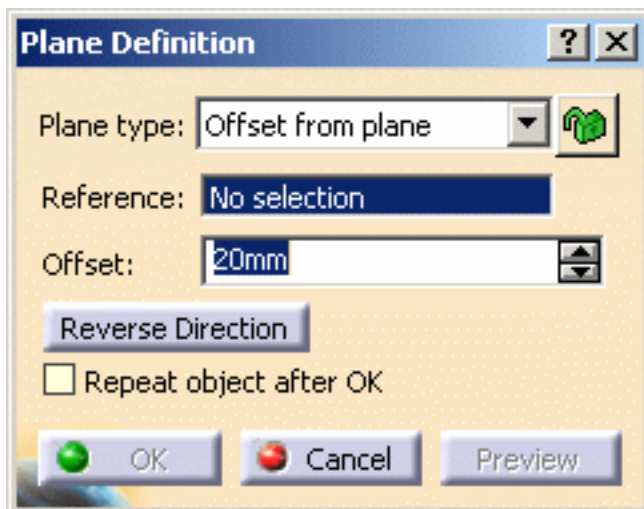 Plane Definition ?
Plane type: Offset from plane
Reference: No selection
Offset: 20mm
Reverse Direction
Repeat object after OK
OK Cancel Preview